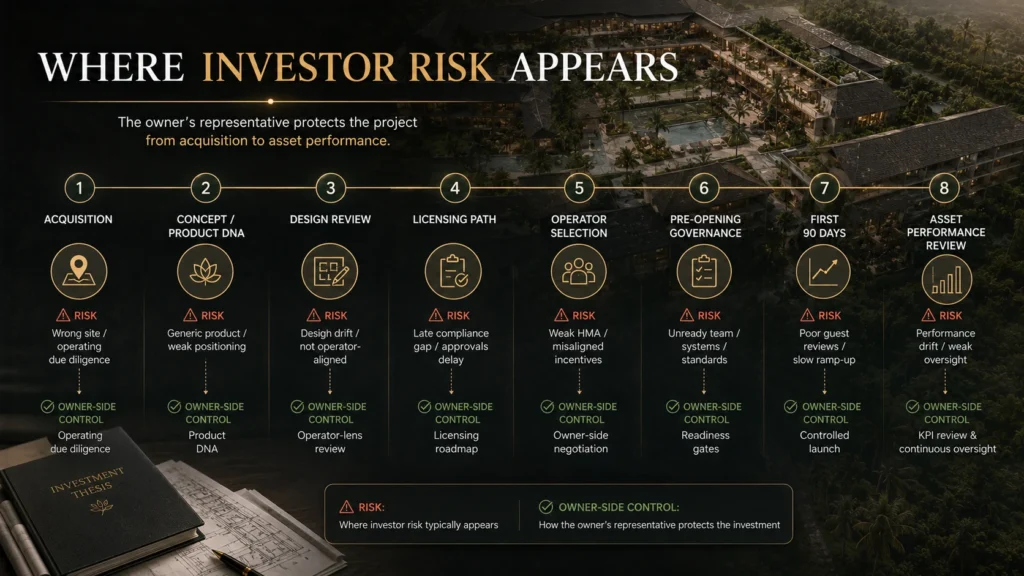 WHERE INVESTOR RISK APPEARS
The owner's representative protects the project
from acquisition to asset performance.
1
ACQUISITION
RISK
Wrong site /
operating
due diligence
OWNER-SIDE
CONTROL
Operating
due diligence
2
CONCEPT /
PRODUCT DNA
RISK
Generic product /
weak positioning
OWNER-SIDE
CONTROL
Product
DNA
3
DESIGN REVIEW
RISK
Desigh drift /
not operator-
aligned
OWNER-SIDE
CONTROL
Operator-lens
review
4
LICENSING PATH
RISK
Late compliance
gap / approvals
delay
OWNER-SIDE
CONTROL
Licensing
roadmap
5
OPERATOR
SELECTION
RISK
Weak HMA /
misaligned
incentives
OWNER-SIDE
CONTROL
Owner-side
negotiation
6
PRE-OPENING
GOVERNANCE
RISK
Unready team /
systems /
standards
OWNER-SIDE
CONTROL
Readiness
gates
7
FIRST
90 DAYS
RISK
Poor guest
reviews /
slow ramp-up
OWNER-SIDE
CONTROL
Controlled
launch
8
ASSET
PERFORMANCE
REVIEW
RISK
Performance
drift / weak
oversight
OWNER-SIDE
CONTROL
KPI review &
continuous oversight
INVESTMENT
THESIS
RISK:
Where investor risk typically appears
OWNER-SIDE CONTROL:
How the owner's representative protects the investment